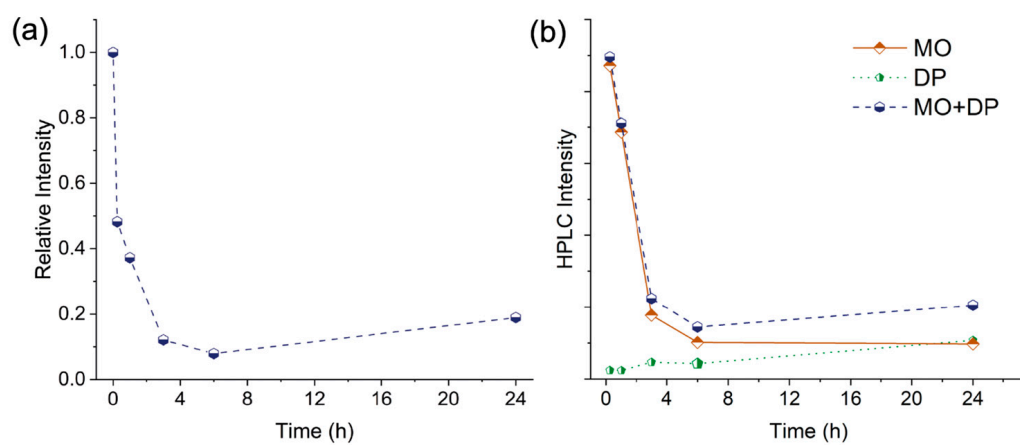 (a)
Relative Intensity
1.0
0.8
0.6
0.4
0.2
0.0
0 4 8 12 16 20 24
Time (h)
(b)
HPLC Intensity
MO
DP
MO+DP
0 4 8 12 16 20 24
Time (h)